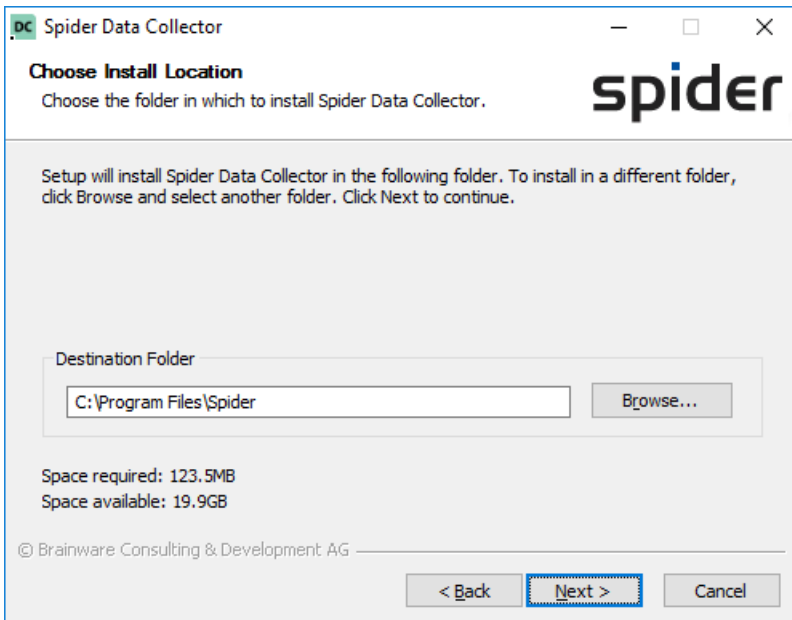 DC Spider Data Collector
Choose Install Location
Choose the folder in which to install Spider Data Collector.
spider
Setup will install Spider Data Collector in the following folder. To install in a different folder,
click Browse and select another folder. Click Next to continue.
Destination Folder
C:\Program Files\Spider
Browse...
Space required: 123.5MB
Space available: 19.9GB
© Brainware Consulting & Development AG
< Back Next > Cancel